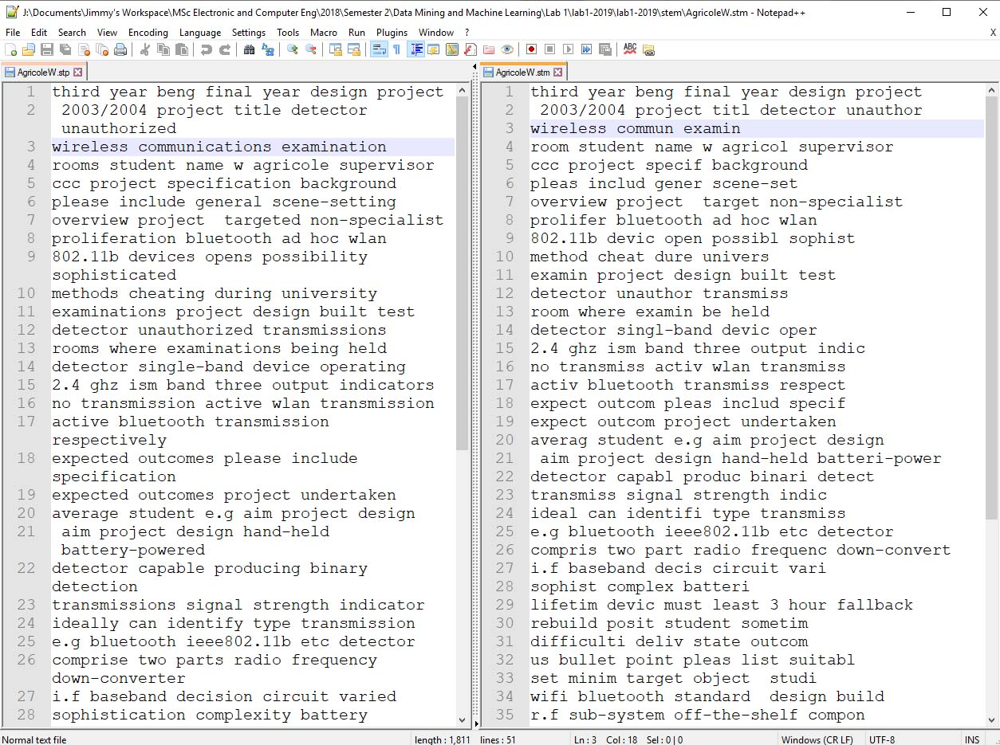 J:\Documents\Jimmy's Workspace\MSc Electronic and Computer Eng\2018\Semester 2\Data Mining and Machine Learning\Lab 1\lab1-2019\lab1-2019\stem\AgricoleW.stm - Notepad++
File Edit Search View Encoding Language Settings Tools Macro Run Plugins Window ? X
ABC
AgricoleW.stp
1 third year beng final year design project
2 2003/2004 project title detector
unauthorized
3 wireless communications examination
4 rooms student name w agricole supervisor
5 ccc project specification background
6 please include general scene-setting
7 overview project  targeted non-specialist
8 proliferation bluetooth ad hoc wlan
9 802.11b devices opens possibility
sophisticated
10 methods cheating during university
11 examinations project design built test
12 detector unauthorized transmissions
13 rooms where examinations being held
14 detector single-band device operating
15 2.4 ghz ism band three output indicators
16 no transmission active wlan transmission
17 active bluetooth transmission
respectively
18 expected outcomes please include
specification
19 expected outcomes project undertaken
20 average student e.g aim project design
21 aim project design hand-held
battery-powered
22 detector capable producing binary
detection
23 transmissions signal strength indicator
24 ideally can identify type transmission
25 e.g bluetooth ieee802.11b etc detector
26 comprise two parts radio frequency
down-converter
27 i.f baseband decision circuit varied
28 sophistication complexity battery
AgricoleW.stm
1 third year beng final year design project
2 2003/2004 project titl detector unauthor
3 wireless commun examin
4 room student name w agricol supervisor
5 ccc project specif background
6 pleas includ gener scene-set
7 overview project  target non-specialist
8 prolifer bluetooth ad hoc wlan
9 802.11b devic open possibl sophist
10 method cheat dure univers
11 examin project design built test
12 detector unauthor transmiss
13 room where examin be held
14 detector singl-band devic oper
15 2.4 ghz ism band three output indic
16 no transmiss activ wlan transmiss
17 activ bluetooth transmiss respect
18 expect outcom pleas includ specif
19 expect outcom project undertaken
20 averag student e.g aim project design
21 aim project design hand-held batteri-power
22 detector capabl produc binari detect
23 transmiss signal strength indic
24 ideal can identifi type transmiss
25 e.g bluetooth ieee802.11b etc detector
26 compris two part radio frequenc down-convert
27 i.f baseband decis circuit vari
28 sophist complex batteri
29 lifetim devic must least 3 hour fallback
30 rebuild posit student sometim
31 difficulti deliv state outcom
32 us bullet point pleas list suitabl
33 set minim target object  studi
34 wifi bluetooth standard  design build
35 r.f sub-system off-the-shelf compon
Normal text file length : 1,811 lines : 51 Ln : 3 Col : 18 Sel : 0 | 0 Windows (CR LF) UTF-8 INS